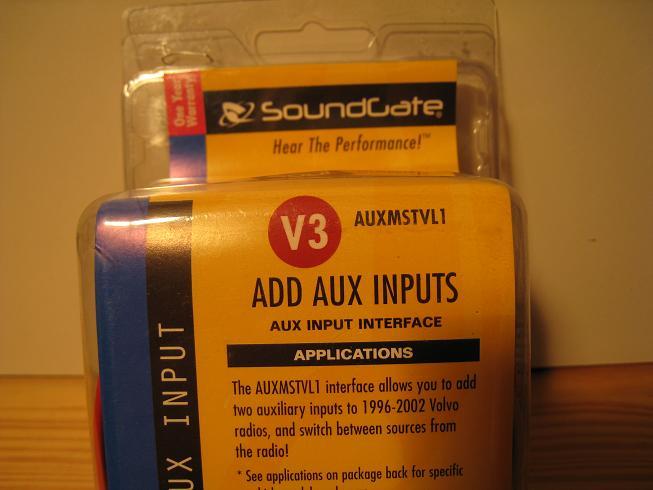 One Year
Warranty
SOUNDGATE®
Hear The Performance!™
V3
AUXMSTVL1
ADD AUX INPUTS
AUX INPUT INTERFACE
APPLICATIONS
The AUXMSTVL1 interface allows you to add
two auxiliary inputs to 1996-2002 Volvo
radios, and switch between sources from
the radio!
* See applications on package back for specific
UX INPUT